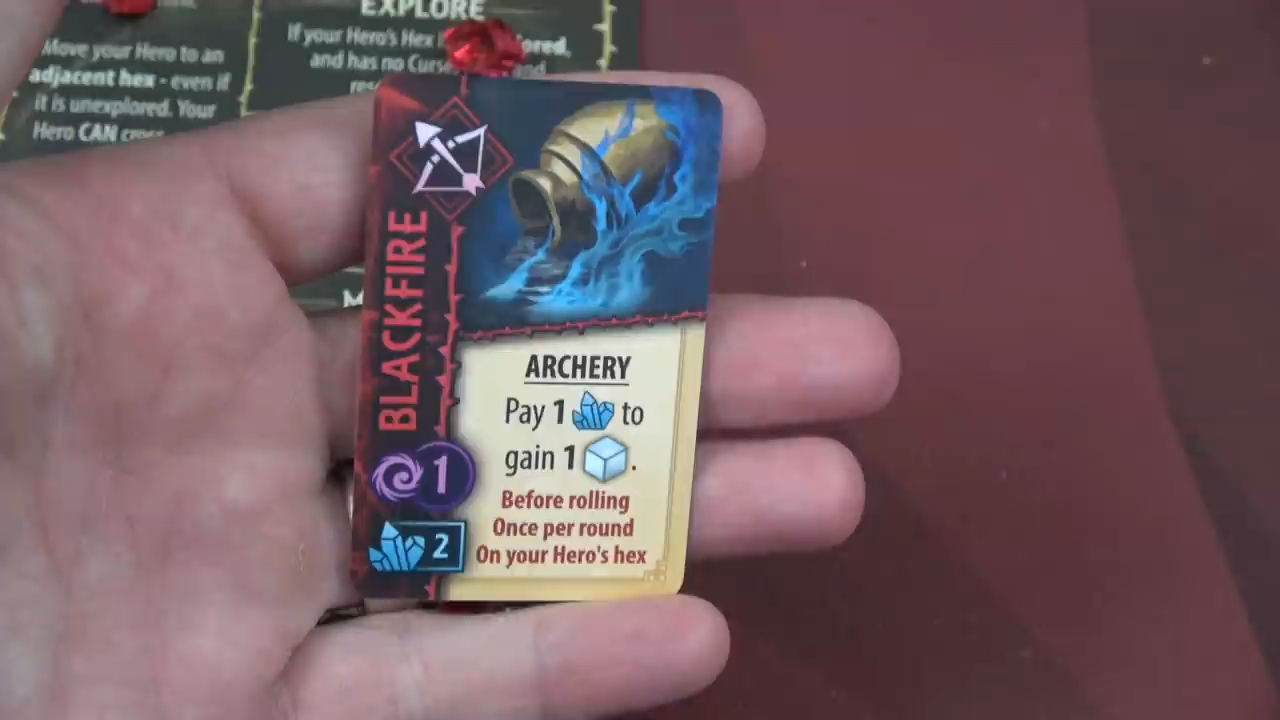 EXPLORE
Move your Hero to an
adjacent hex - even if
it is unexplored. Your
Hero CAN
If your Hero's Hex
and has no Curse
BLACKFIRE
1
2
ARCHERY
Pay 1 to
gain 1 .
Before rolling
Once per round
On your Hero's hex